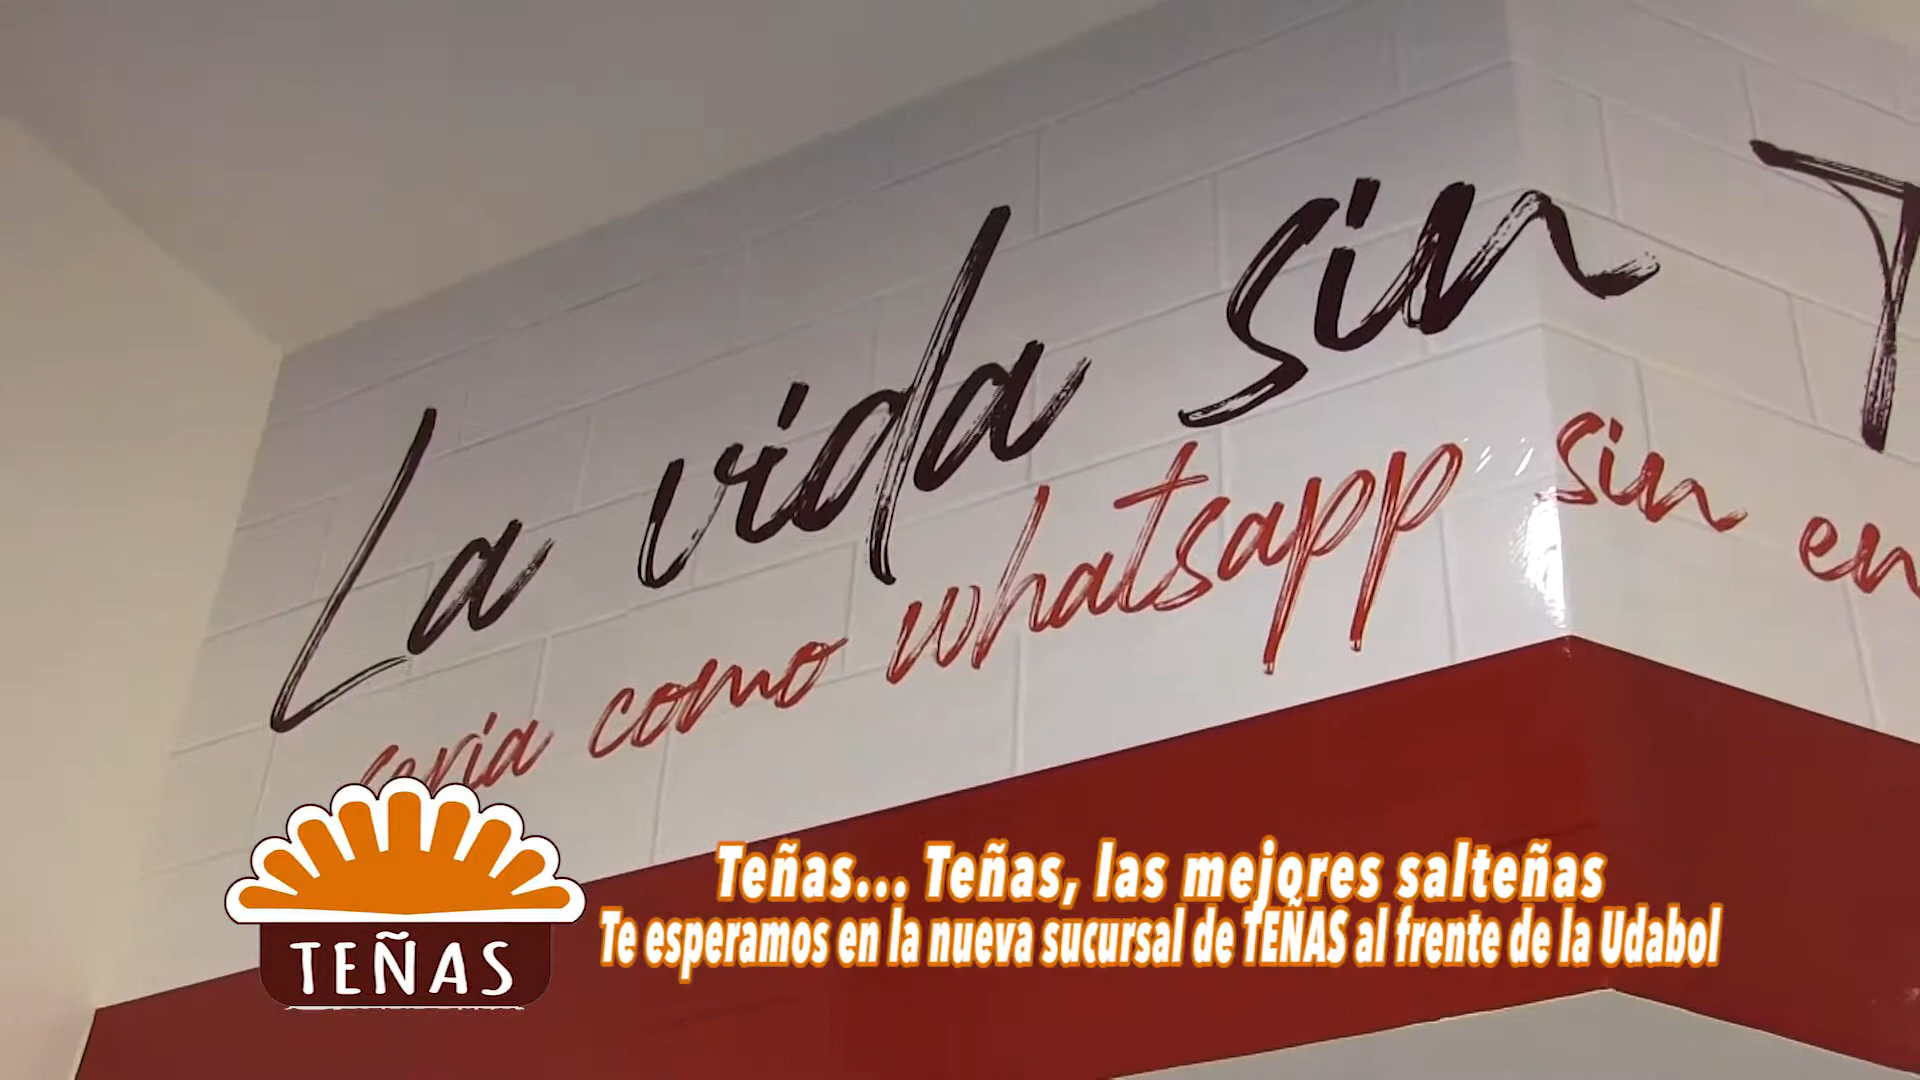 La vida sin
seria como whatsapp sin
TEÑAS
Teñas... Teñas, las mejores salteñas
Te esperamos en la nueva sucursal de TEÑAS al frente de la Udabol